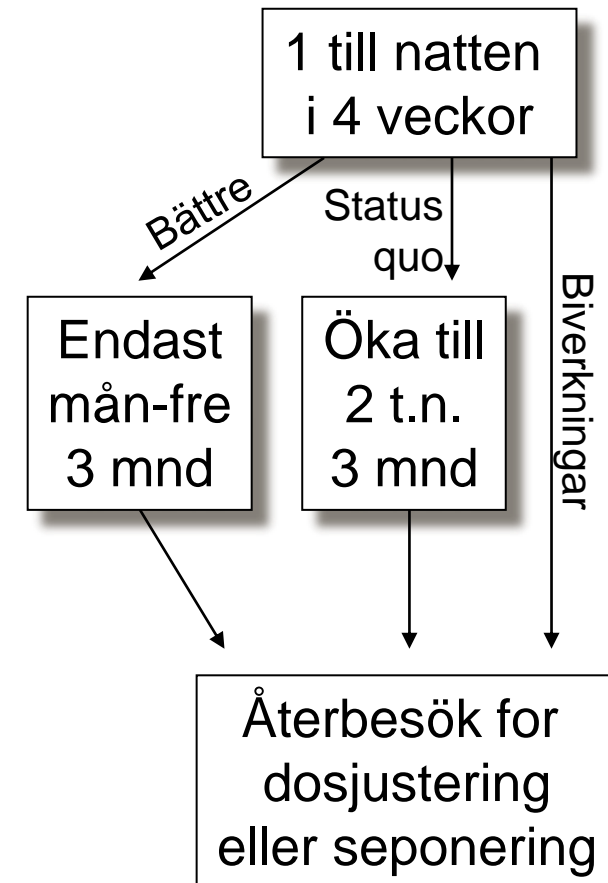 1 till natten
i 4 veckor
Bättre
Status
quo
Biverkningar
Endast
mån-fre
3 mnd
Öka till
2 t.n.
3 mnd
Återbesök for
dosjustering
eller seponering